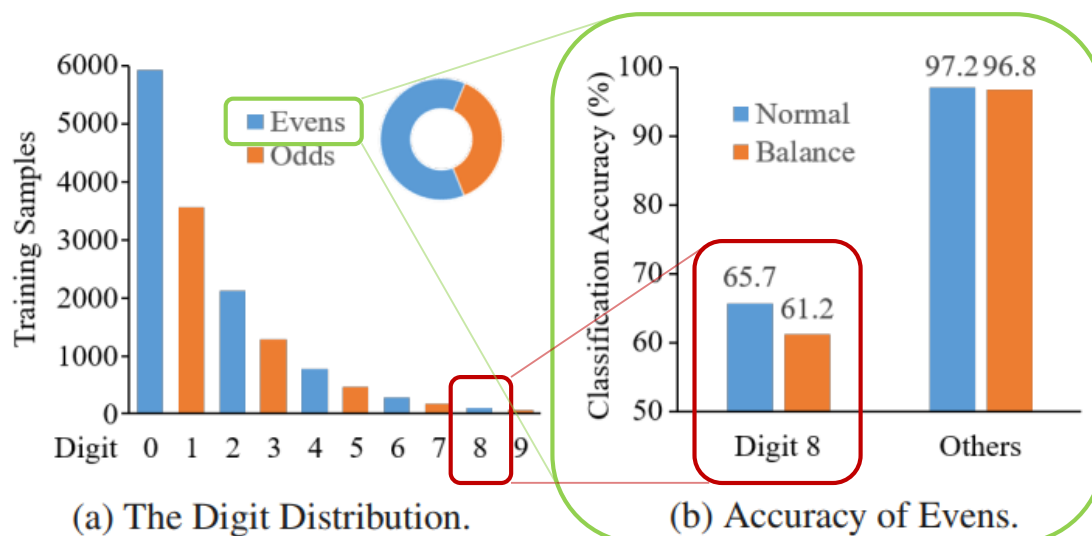 6000
5000
4000
3000
2000
1000
0
Training Samples
Evens
Odds
Digit 0 1 2 3 4 5 6 7 8 9
(a) The Digit Distribution.
100
90
80
70
60
50
Classification Accuracy (%)
Normal
Balance
97.2 96.8
65.7
61.2
Digit 8 Others
(b) Accuracy of Evens.